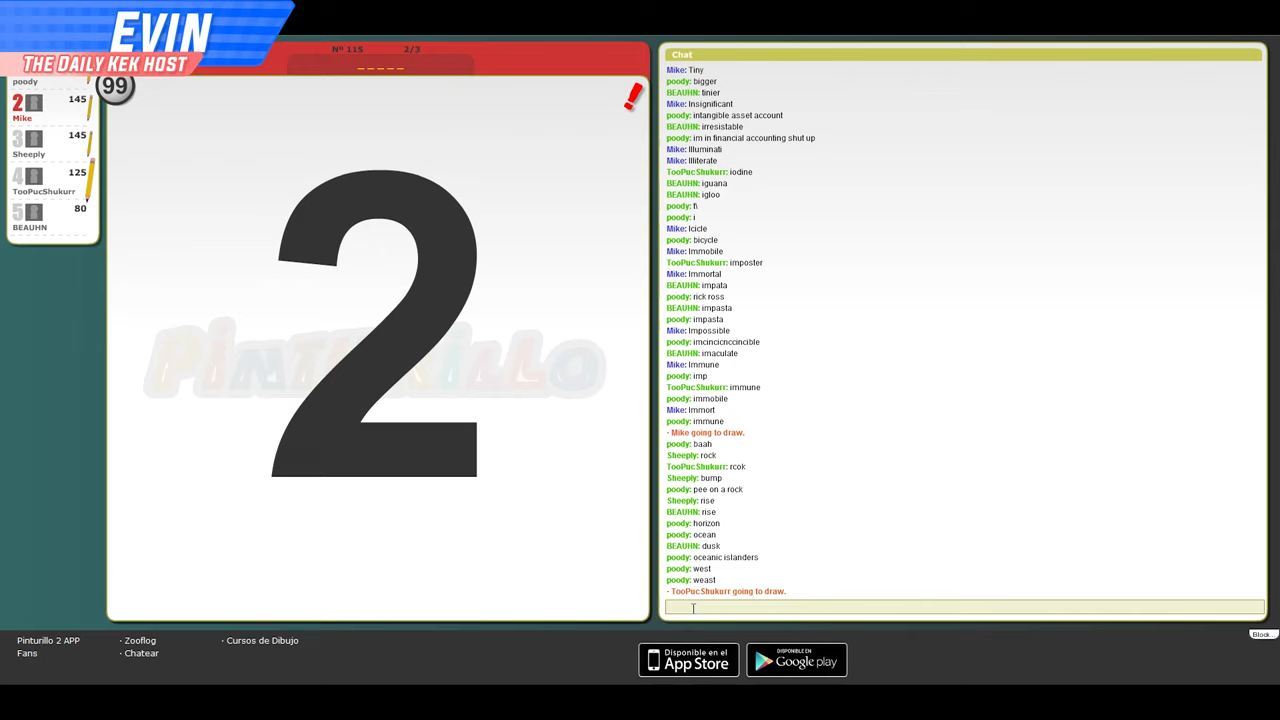 EVIN
THE DAILY KEK HOST
Nº 115 2/3
_ _ _ _ _
poody
99
2 145
Mike
3 145
Sheeply
4 125
TooPucShukurr
5 80
BEAUHN
2
PINTURILLO
Chat
Mike: Tiny
poody: bigger
BEAUHN: tinier
Mike: Insignificant
poody: intangible asset account
BEAUHN: irresistable
poody: im in financial accounting shut up
Mike: Illuminati
Mike: Illiterate
TooPucShukurr: iodine
BEAUHN: iguana
BEAUHN: igloo
poody: f\
poody: i
Mike: Icicle
poody: bicycle
Mike: Immobile
TooPucShukurr: imposter
Mike: Immortal
BEAUHN: impata
poody: rick ross
BEAUHN: impasta
poody: impasta
Mike: Impossible
poody: imcincicnccincible
BEAUHN: imaculate
Mike: Immune
poody: imp
TooPucShukurr: immune
poody: immobile
Mike: Immort
poody: immune
· Mike going to draw.
poody: baah
Sheeply: rock
TooPucShukurr: rcok
Sheeply: bump
poody: pee on a rock
Sheeply: rise
BEAUHN: rise
poody: horizon
poody: ocean
BEAUHN: dusk
poody: oceanic islanders
poody: west
poody: weast
· TooPucShukurr going to draw.
Block...
Pinturillo 2 APP · Zooflog · Cursos de Dibujo
Fans · Chatear
Disponible en el
App Store
DISPONIBLE EN
Google play